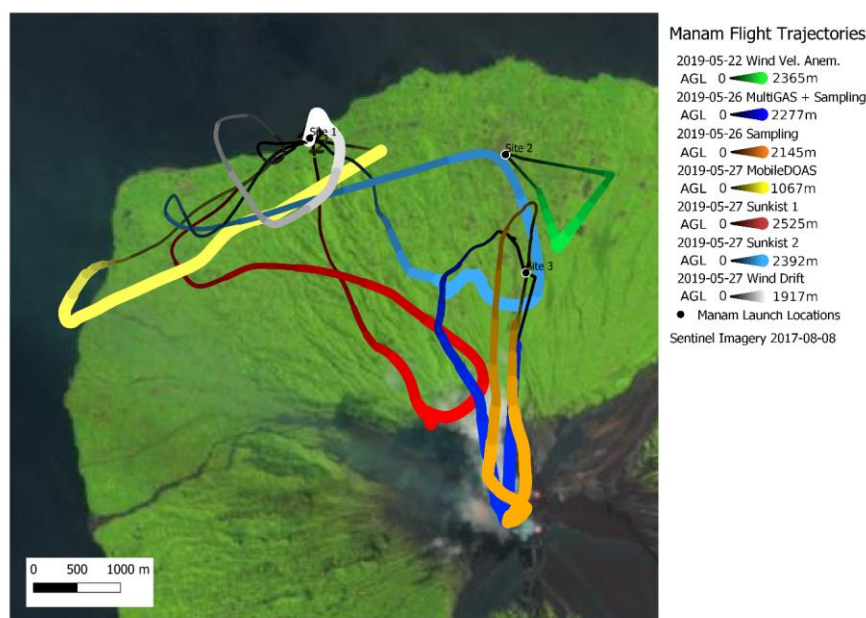 Manam Flight Trajectories
2019-05-22 Wind Vel. Anem.
AGL 0 2365m
2019-05-26 MultiGAS + Sampling
AGL 0 2277m
2019-05-26 Sampling
AGL 0 2145m
2019-05-27 MobileDOAS
AGL 0 1067m
2019-05-27 Sunkist 1
AGL 0 2525m
2019-05-27 Sunkist 2
AGL 0 2392m
2019-05-27 Wind Drift
AGL 0 1917m
Manam Launch Locations
Sentinel Imagery 2017-08-08
Site 1
Site 2
Site 3
0 500 1000 m